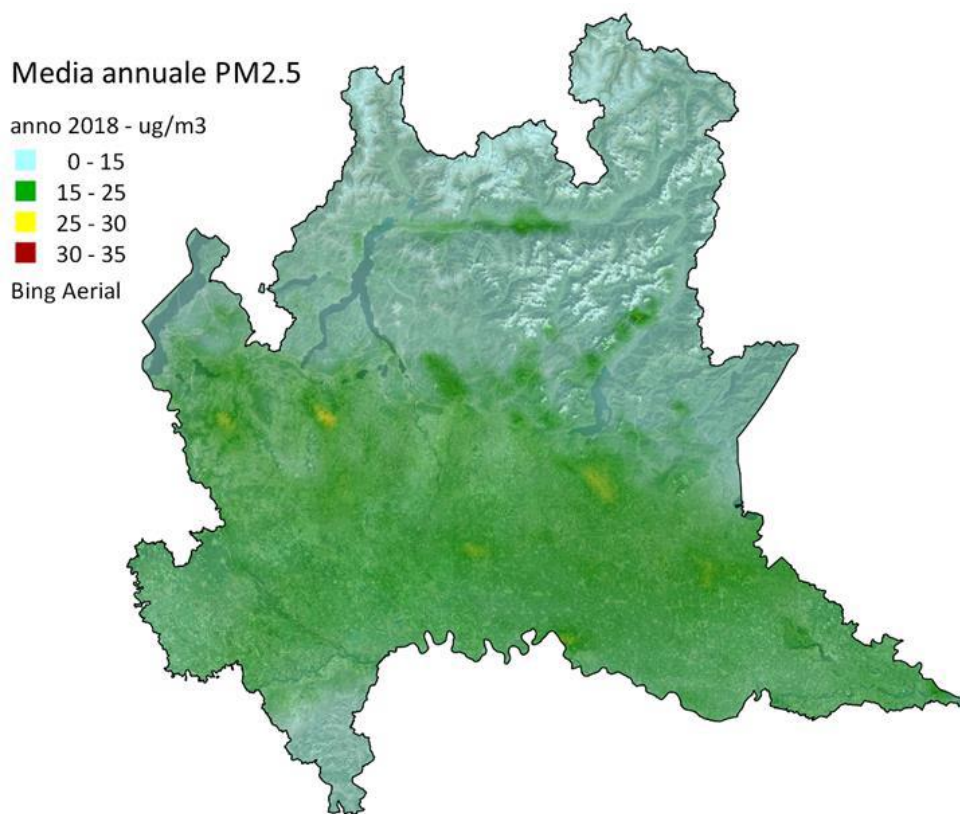 Media annuale PM2.5
anno 2018 - ug/m3
0 - 15
15 - 25
25 - 30
30 - 35
Bing Aerial